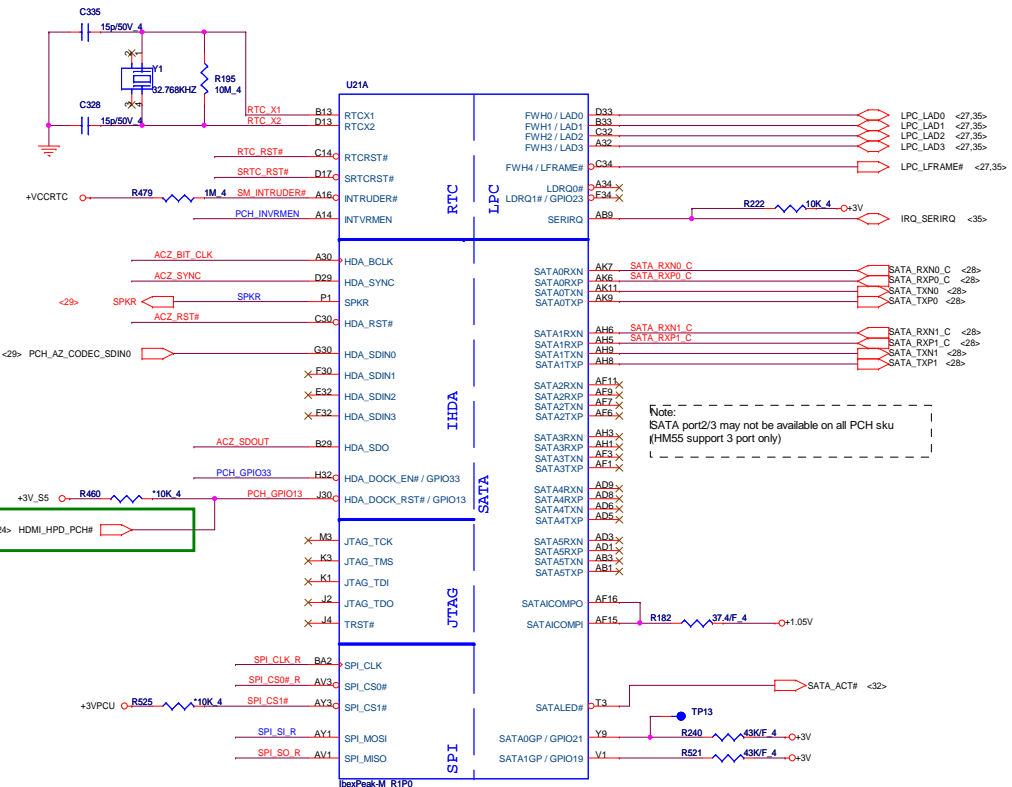 C335
15p/50V_4
2
1
Y1
32.768KHZ
R195
10M_4
3
4
C328
15p/50V_4
U21A
RTC_X1 B13 RTCX1
RTC_X2 D13 RTCX2
RTC_RST# C14 RTCRST#
SRTC_RST# D17 SRTCRST#
+VCCRTC R479 1M_4 SM_INTRUDER# A16 INTRUDER#
PCH_INVRMEN A14 INTVRMEN
RTC
LPC
FWH0 / LAD0 D33 LPC_LAD0 <27,35>
FWH1 / LAD1 B33 LPC_LAD1 <27,35>
FWH2 / LAD2 C32 LPC_LAD2 <27,35>
FWH3 / LAD3 A32 LPC_LAD3 <27,35>
FWH4 / LFRAME# C34 LPC_LFRAME# <27,35>
LDRQ0# A34
LDRQ1# / GPIO23 F34
R222 10K_4 +3V
SERIRQ AB9 IRQ_SERIRQ <35>
ACZ_BIT_CLK A30 HDA_BCLK
ACZ_SYNC D29 HDA_SYNC
<29> SPKR SPKR P1 SPKR
ACZ_RST# C30 HDA_RST#
<29> PCH_AZ_CODEC_SDIN0 G30 HDA_SDIN0
F30 HDA_SDIN1
E32 HDA_SDIN2
F32 HDA_SDIN3
ACZ_SDOUT B29 HDA_SDO
PCH_GPIO33 H32 HDA_DOCK_EN# / GPIO33
+3V_S5 R460 *10K_4 PCH_GPIO13 J30 HDA_DOCK_RST# / GPIO13
24> HDMI_HPD_PCH#
IHDA
SATA
SATA0RXN AK7 SATA_RXN0_C SATA_RXN0_C <28>
SATA0RXP AK6 SATA_RXP0_C SATA_RXP0_C <28>
SATA0TXN AK11 SATA_TXN0 <28>
SATA0TXP AK9 SATA_TXP0 <28>
SATA1RXN AH6 SATA_RXN1_C SATA_RXN1_C <28>
SATA1RXP AH5 SATA_RXP1_C SATA_RXP1_C <28>
SATA1TXN AH9 SATA_TXN1 <28>
SATA1TXP AH8 SATA_TXP1 <28>
SATA2RXN AF11
SATA2RXP AF9
SATA2TXN AF7
SATA2TXP AF6
SATA3RXN AH3
SATA3RXP AH1
SATA3TXN AF3
SATA3TXP AF1
SATA4RXN AD9
SATA4RXP AD8
SATA4TXN AD6
SATA4TXP AD5
SATA5RXN AD3
SATA5RXP AD1
SATA5TXN AB3
SATA5TXP AB1
Note:
SATA port2/3 may not be available on all PCH sku
(HM55 support 3 port only)
M3 JTAG_TCK
K3 JTAG_TMS
K1 JTAG_TDI
J2 JTAG_TDO
J4 TRST#
JTAG
SATAICOMPO AF16
SATAICOMPI AF15 R182 37.4/F_4 +1.05V
SPI_CLK_R BA2 SPI_CLK
SPI_CS0#_R AV3 SPI_CS0#
+3VPCU R525 *10K_4 SPI_CS1# AY3 SPI_CS1#
SPI_SI_R AY1 SPI_MOSI
SPI_SO_R AV1 SPI_MISO
SPI
SATALED# T3 SATA_ACT# <32>
TP13
SATA0GP / GPIO21 Y9 R240 43K/F_4 +3V
SATA1GP / GPIO19 V1 R521 43K/F_4 +3V
IbexPeak-M_R1P0